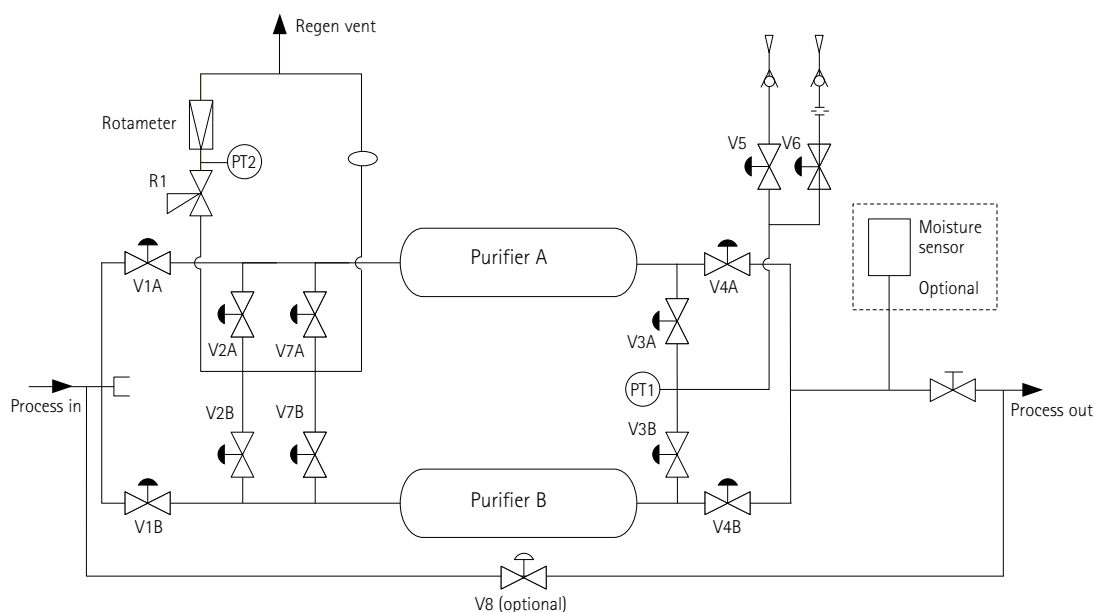 Regen vent
Rotameter
PT2
R1
V5
V6
Moisture
sensor
Optional
Purifier A
V1A
V4A
V2A
V7A
V3A
Process in
PT1
Process out
V2B
V7B
V3B
Purifier B
V1B
V4B
V8 (optional)